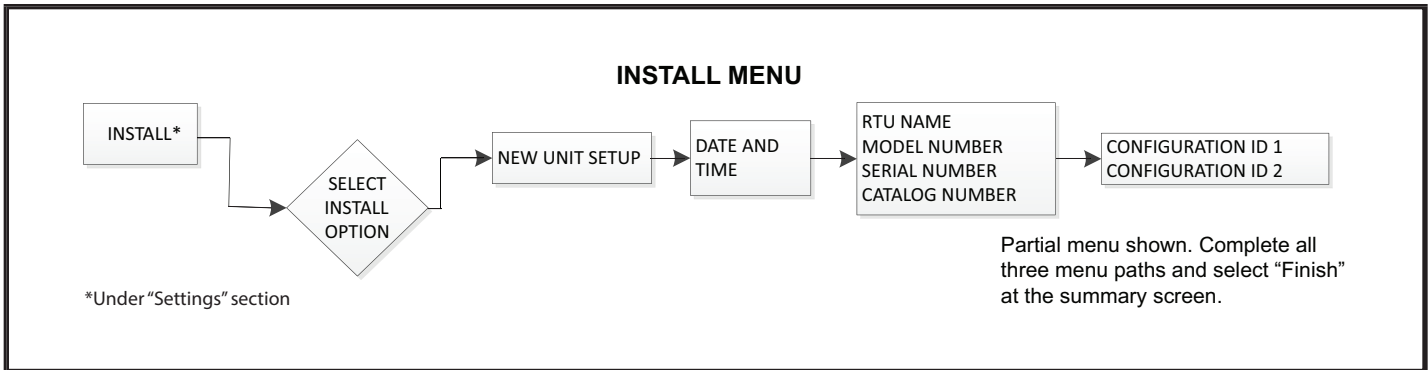 INSTALL MENU
INSTALL*
SELECT
INSTALL
OPTION
NEW UNIT SETUP
DATE AND
TIME
RTU NAME
MODEL NUMBER
SERIAL NUMBER
CATALOG NUMBER
CONFIGURATION ID 1
CONFIGURATION ID 2
Partial menu shown. Complete all
three menu paths and select “Finish”
at the summary screen.
*Under “Settings” section